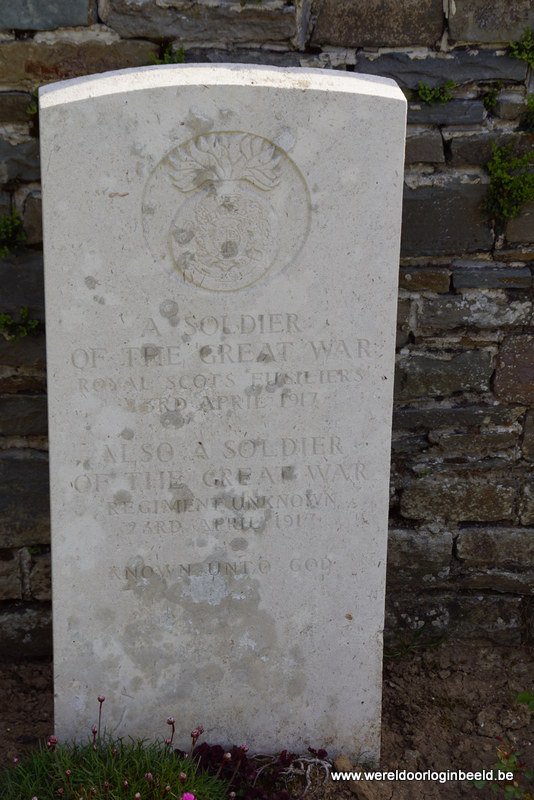 A SOLDIER
OF THE GREAT WAR
ROYAL SCOTS FUSILIERS
23RD APRIL 1917
ALSO A SOLDIER
OF THE GREAT WAR
REGIMENT UNKNOWN
23RD APRIL 1917
KNOWN UNTO GOD
www.wereldoorloginbeeld.be